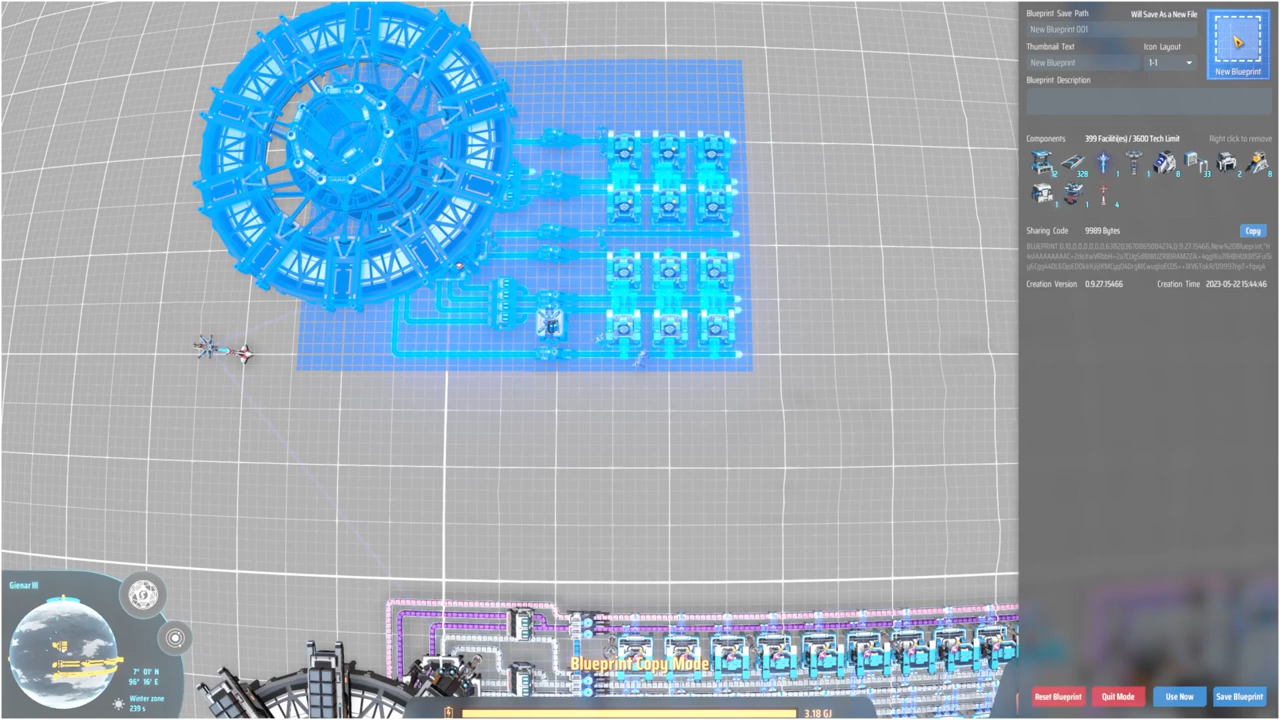 Blueprint Save Path
Will Save As a New File
New Blueprint 001
Thumbnail Text
Icon Layout
New Blueprint
1-1
New Blueprint
Blueprint Description
Components
399 Facilit(ies) / 3600 Tech Limit
Right click to remove
12
328
1
1
8
33
2
8
1
1
4
Sharing Code
9989 Bytes
Copy
Creation Version
0.9.27.15466
Creation Time
2023-05-22 15:44:46
Gienar III
7° 01' N
96° 16' E
Winter zone
239 s
Blueprint Copy Mode
3.18 GJ
Reset Blueprint
Quit Mode
Use Now
Save Blueprint